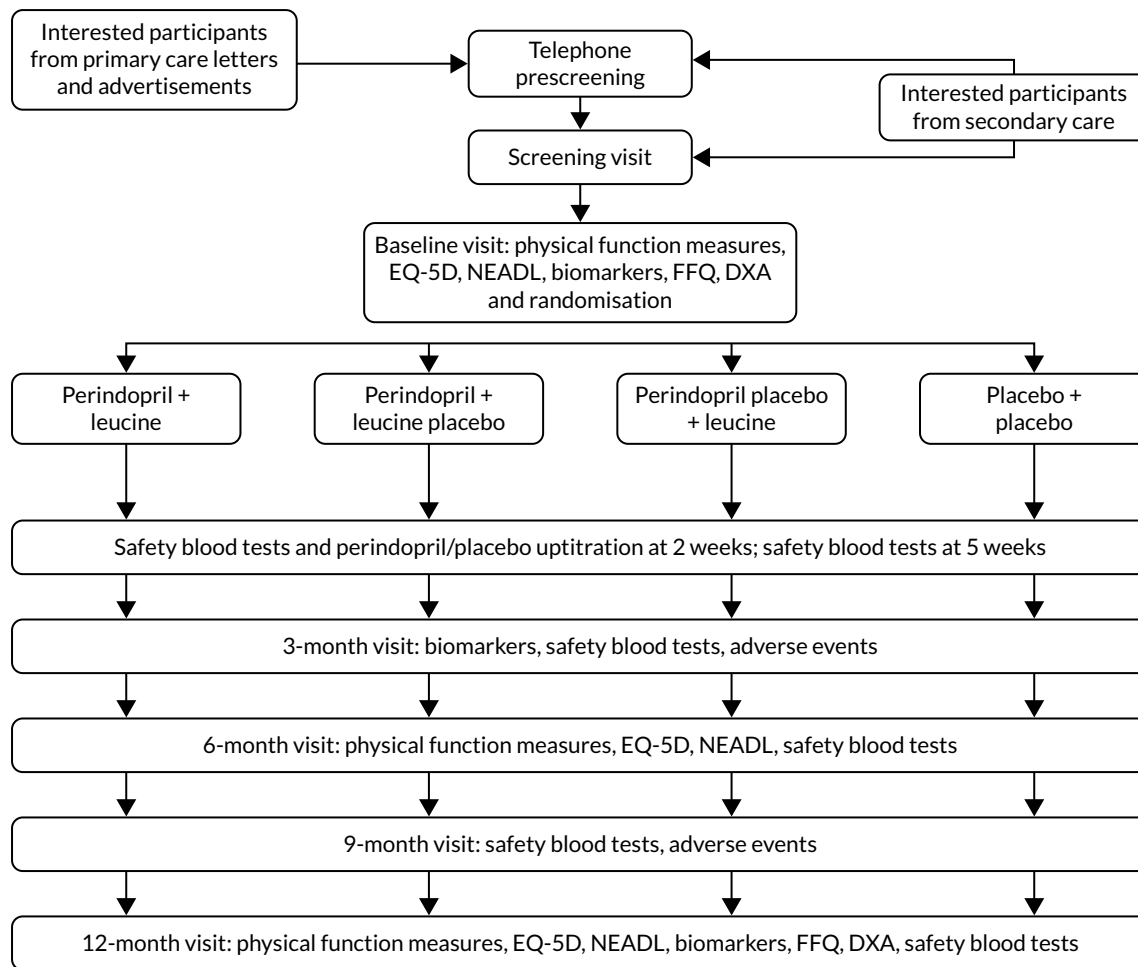 Interested participants
from primary care letters
and advertisements
Telephone
prescreening
Interested participants
from secondary care
Screening visit
Baseline visit: physical function measures,
EQ-5D, NEADL, biomarkers, FFQ, DXA
and randomisation
Perindopril +
leucine
Perindopril +
leucine placebo
Perindopril placebo
+ leucine
Placebo +
placebo
Safety blood tests and perindopril/placebo uptitration at 2 weeks; safety blood tests at 5 weeks
3-month visit: biomarkers, safety blood tests, adverse events
6-month visit: physical function measures, EQ-5D, NEADL, safety blood tests
9-month visit: safety blood tests, adverse events
12-month visit: physical function measures, EQ-5D, NEADL, biomarkers, FFQ, DXA, safety blood tests